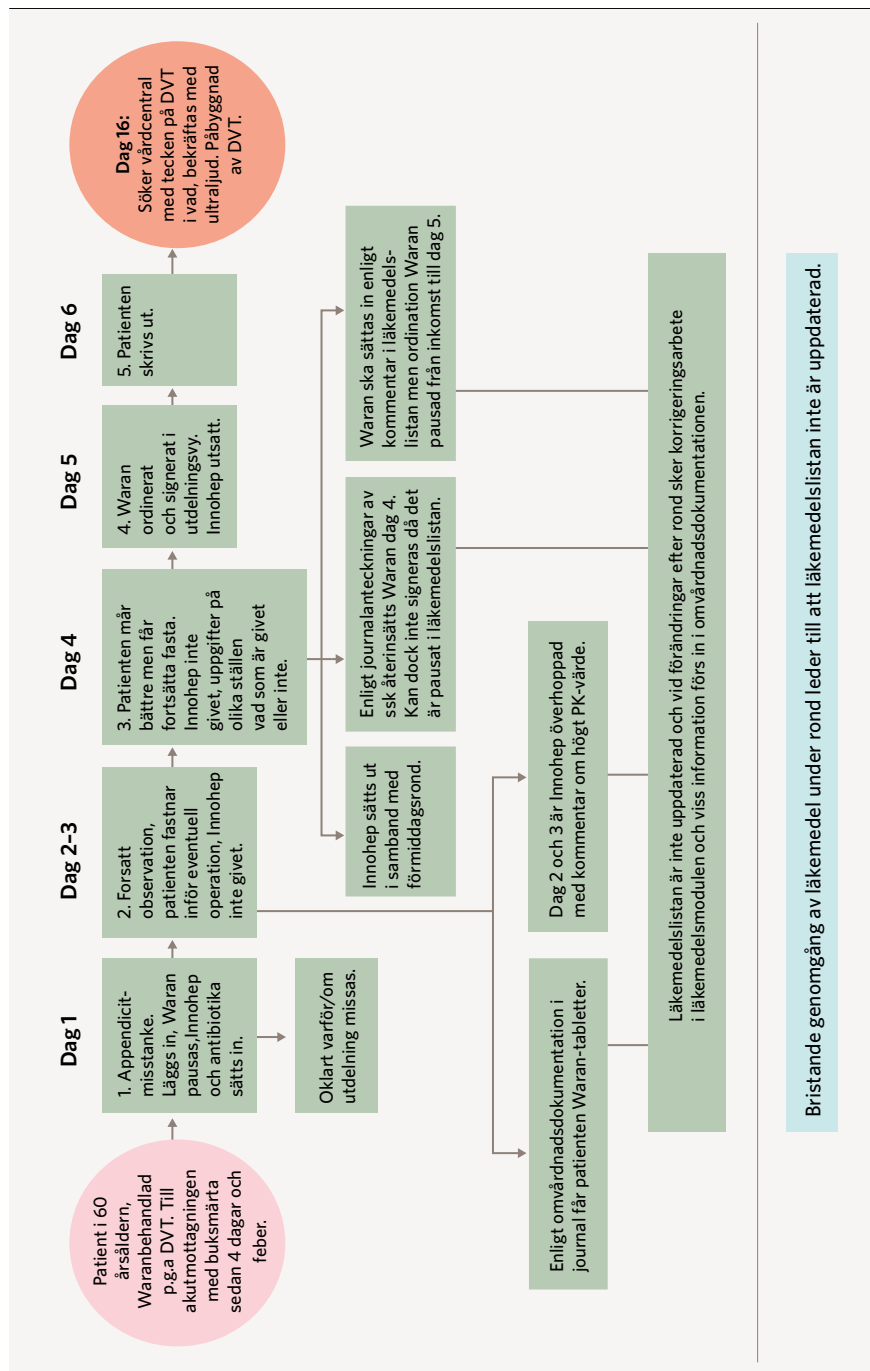 Dag 1
Dag 2–3
Dag 4
Dag 5
Dag 6
Patient i 60
årsåldern,
Waranbehandlad
p.g.a DVT. Till
akutmottagningen
med buksmärta
sedan 4 dagar och
feber.
1. Appendicit-
misstanke.
Läggs in, Waran
pausas,Innohep
och antibiotika
sätts in.
2. Forsatt
observation,
patienten fastnar
inför eventuell
operation, Innohep
inte givet.
3. Patienten mår
bättre men får
fortsätta fasta.
Innohep inte
givet, uppgifter på
olika ställen
vad som är givet
eller inte.
4. Waran
ordinerat
och signerat i
utdelningsvy.
Innohep utsatt.
5. Patienten
skrivs ut.
Dag 16:
Söker vårdcentral
med tecken på DVT
i vad, bekräftas med
ultraljud. Påbyggnad
av DVT.
Oklart varför/om
utdelning missas.
Innohep sätts ut
i samband med
förmiddagsrond.
Enligt journalanteckningar av
ssk återinsätts Waran dag 4.
Kan dock inte signeras då det
är pausat i läkemedelslistan.
Waran ska sättas in enligt
kommentar i läkemedels-
listan men ordination Waran
pausad från inkomst till dag 5.
Enligt omvårdnadsdokumentation i
journal får patienten Waran-tabletter.
Dag 2 och 3 är Innohep överhoppad
med kommentar om högt PK-värde.
Läkemedelslistan är inte uppdaterad och vid förändringar efter rond sker korrigeringsarbete
i läkemedelsmodulen och viss information förs in i omvårdnadsdokumentationen.
Bristande genomgång av läkemedel under rond leder till att läkemedelslistan inte är uppdaterad.